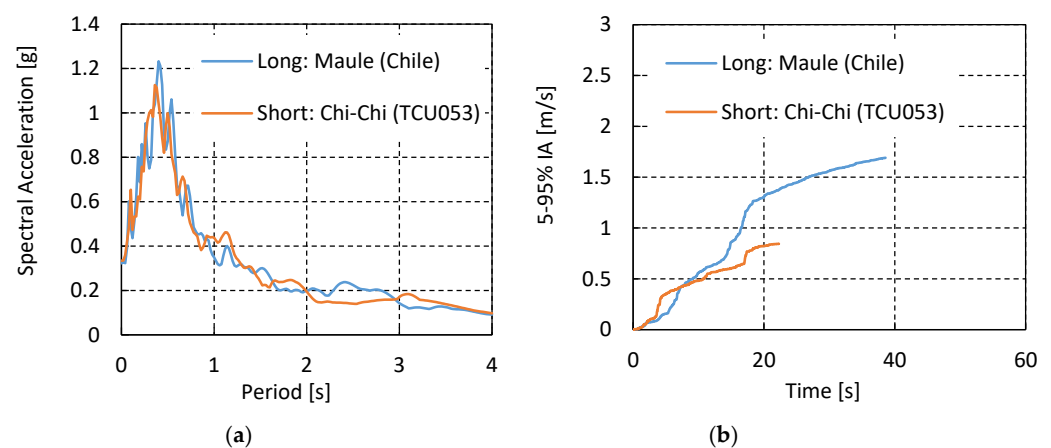 Spectral Acceleration [g]
1.4
1.2
1
0.8
0.6
0.4
0.2
0
Long: Maule (Chile)
Short: Chi-Chi (TCU053)
0 1 2 3 4
Period [s]
(a)
5-95% IA [m/s]
3
2.5
2
1.5
1
0.5
0
Long: Maule (Chile)
Short: Chi-Chi (TCU053)
0 20 40 60
Time [s]
(b)